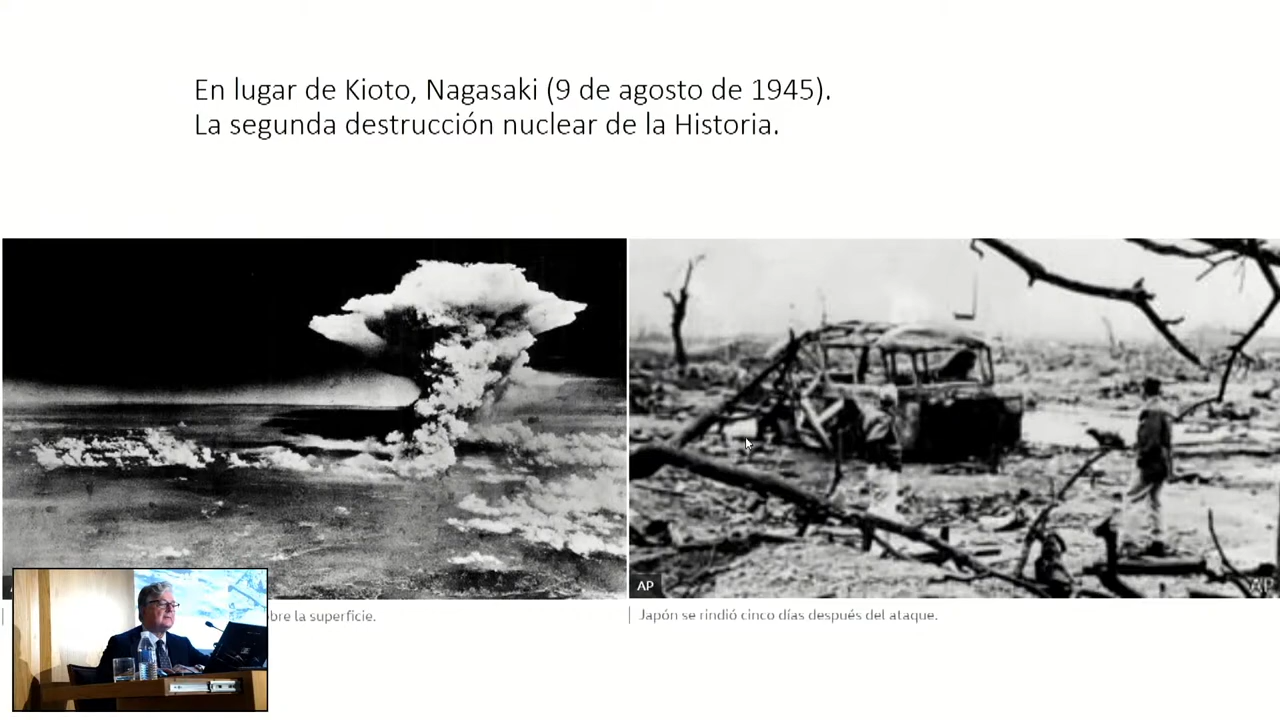 En lugar de Kioto, Nagasaki (9 de agosto de 1945).
La segunda destrucción nuclear de la Historia.
AP
AP
bre la superficie.
Japón se rindió cinco días después del ataque.